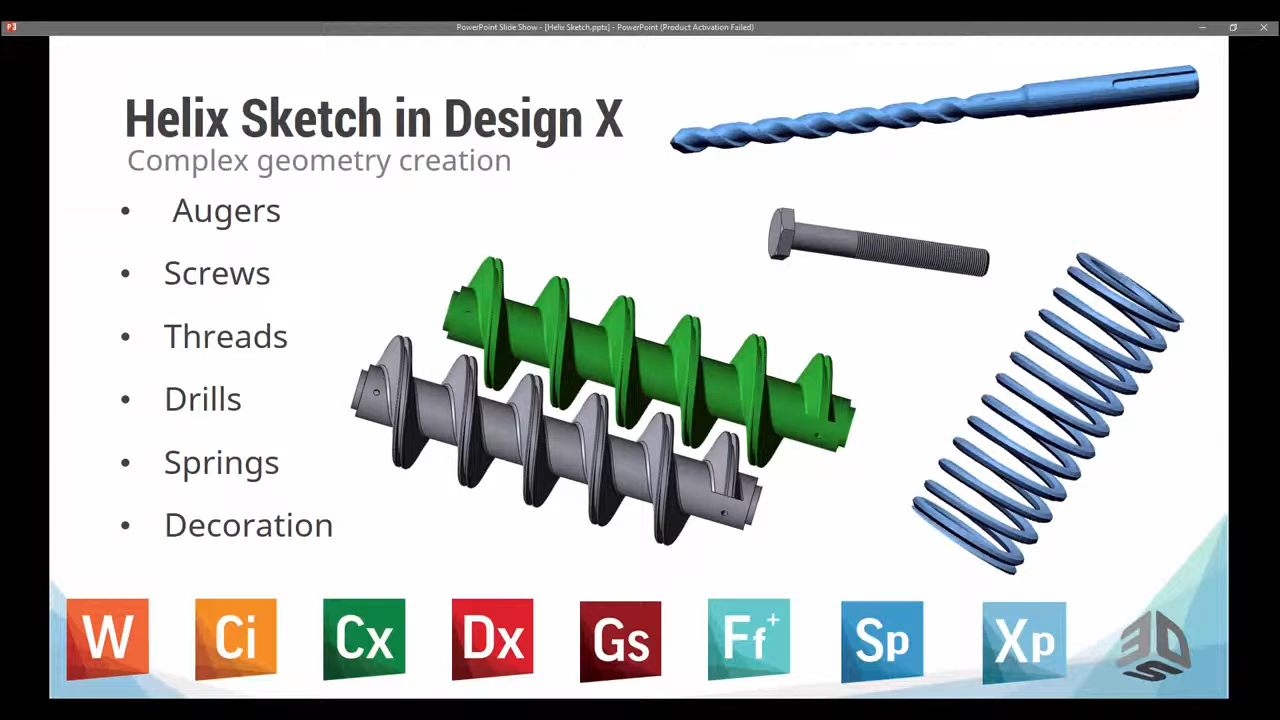 PowerPoint Slide Show - [Helix Sketch.pptx] - PowerPoint (Product Activation Failed)
Helix Sketch in Design X
Complex geometry creation
• Augers
• Screws
• Threads
• Drills
• Springs
• Decoration
W Ci Cx Dx Gs Ff+ Sp Xp 3DS